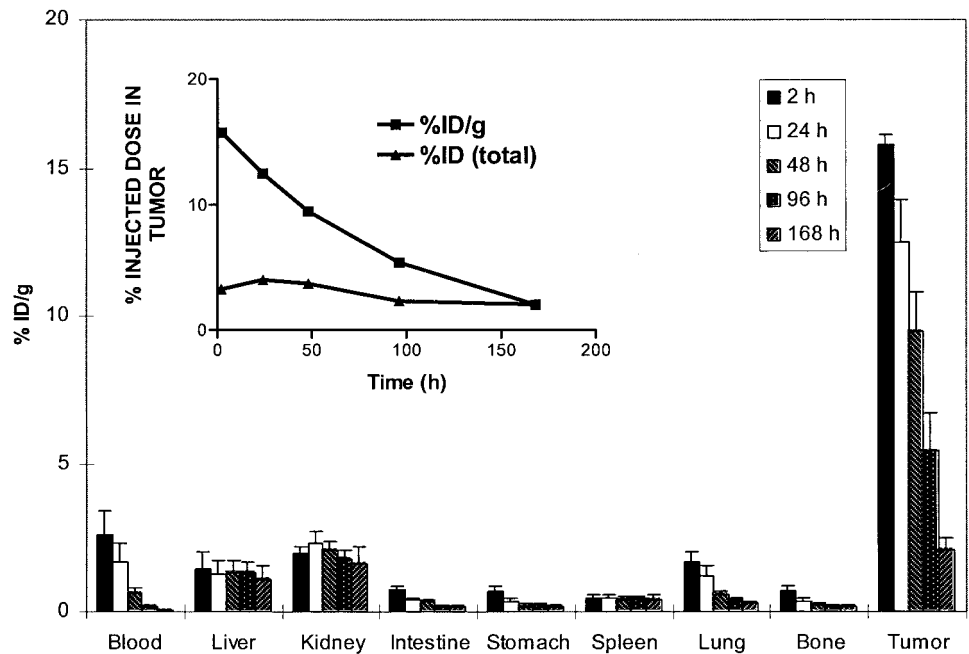 20
15
10
5
0
% ID/g
Blood
Liver
Kidney
Intestine
Stomach
Spleen
Lung
Bone
Tumor
% INJECTED DOSE IN
TUMOR
20
10
0
0
50
100
150
200
Time (h)
%ID/g
%ID (total)
2 h
24 h
48 h
96 h
168 h